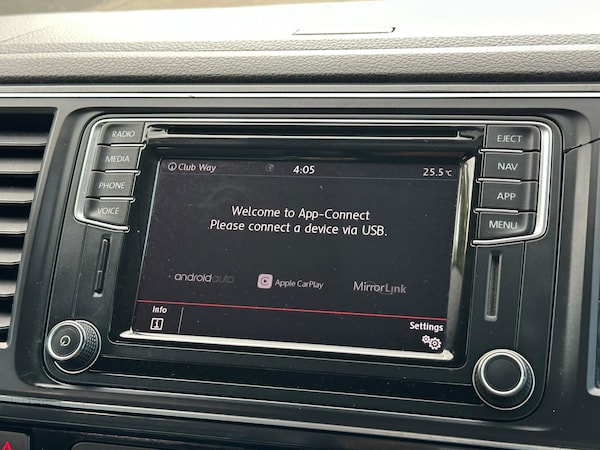 RADIO
MEDIA
PHONE
VOICE
EJECT
NAV
APP
MENU
Club Way 4:05 25.5°C
Welcome to App-Connect
Please connect a device via USB.
androidauto Apple CarPlay MirrorLink
Info
Settings